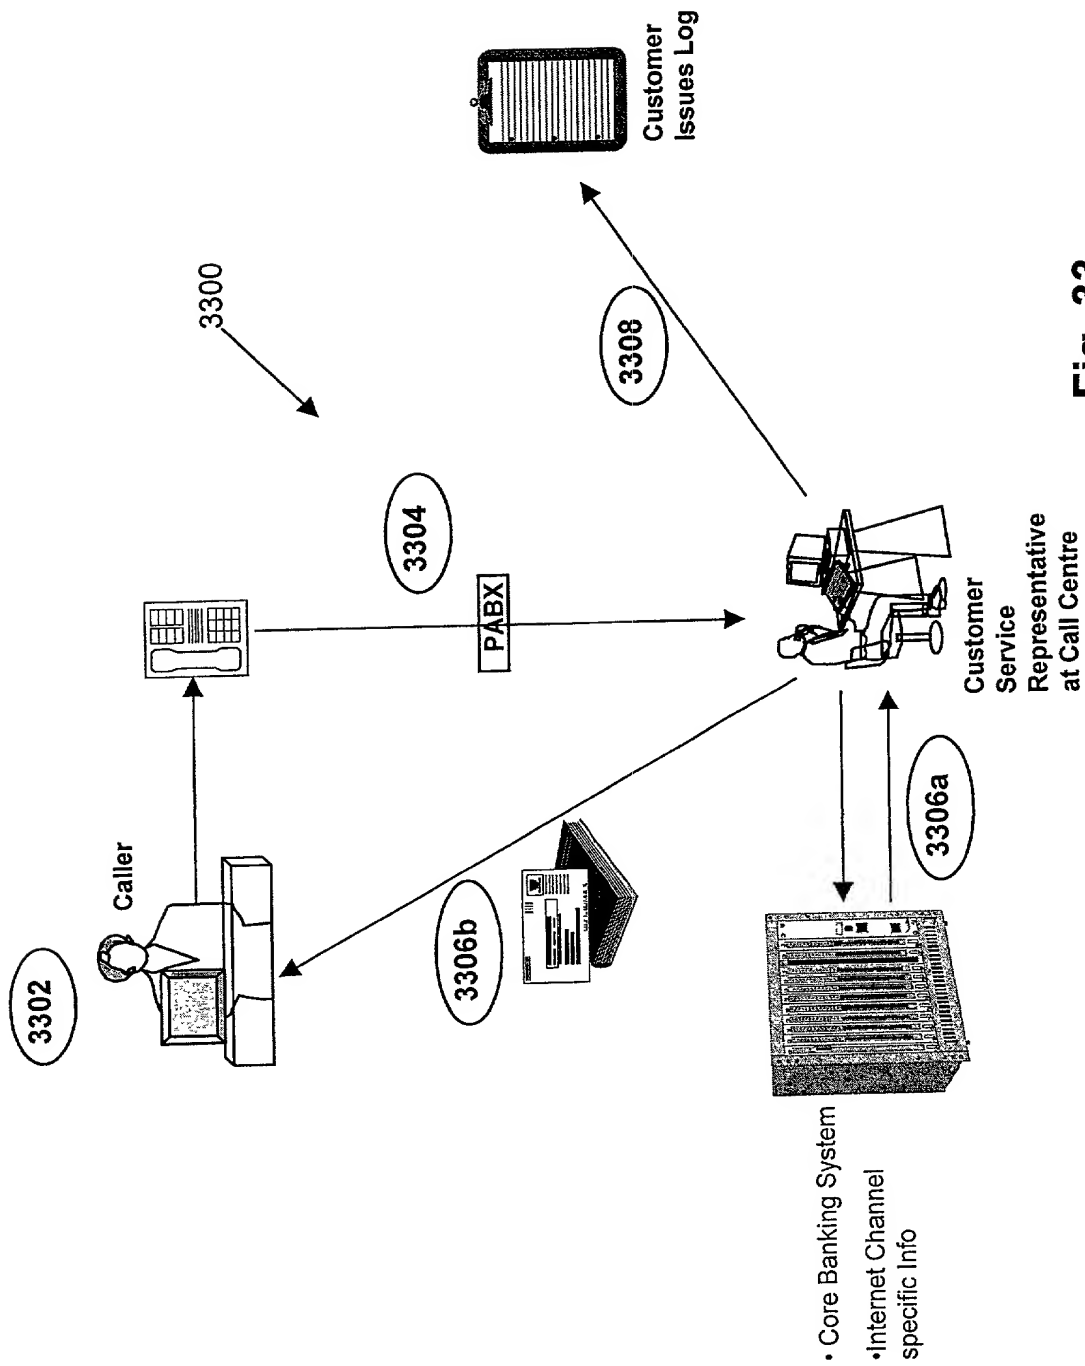 3302
Caller
3300
3304
PABX
3306b
3308
Customer
Issues Log
3306a
• Core Banking System
•Internet Channel
specific Info
Customer
Service
Representative
at Call Centre